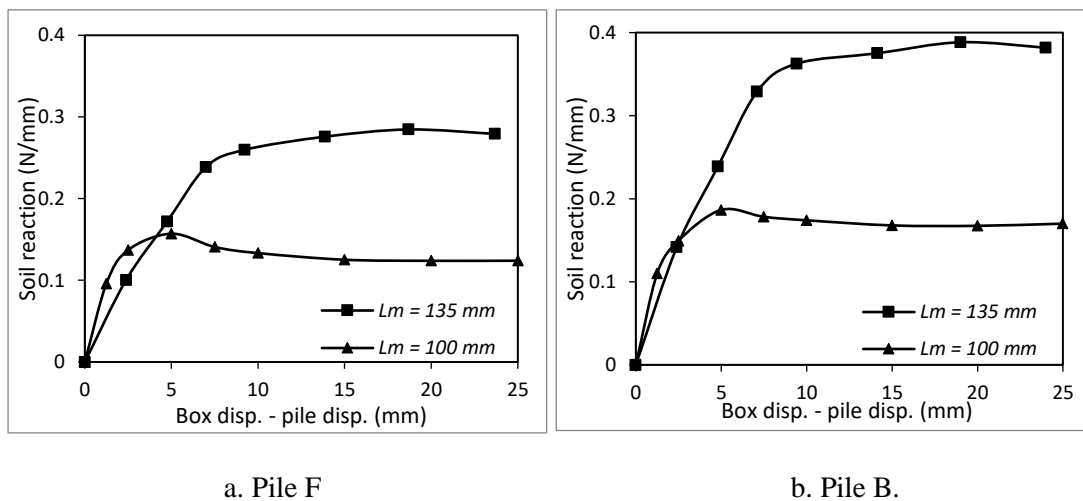 0.4
0.3
0.2
0.1
0
Soil reaction (N/mm)
Lm = 135 mm
Lm = 100 mm
0 5 10 15 20 25
Box disp. - pile disp. (mm)
a. Pile F
0.4
0.3
0.2
0.1
0
Soil reaction (N/mm)
Lm = 135 mm
Lm = 100 mm
0 5 10 15 20 25
Box disp. - pile disp. (mm)
b. Pile B.